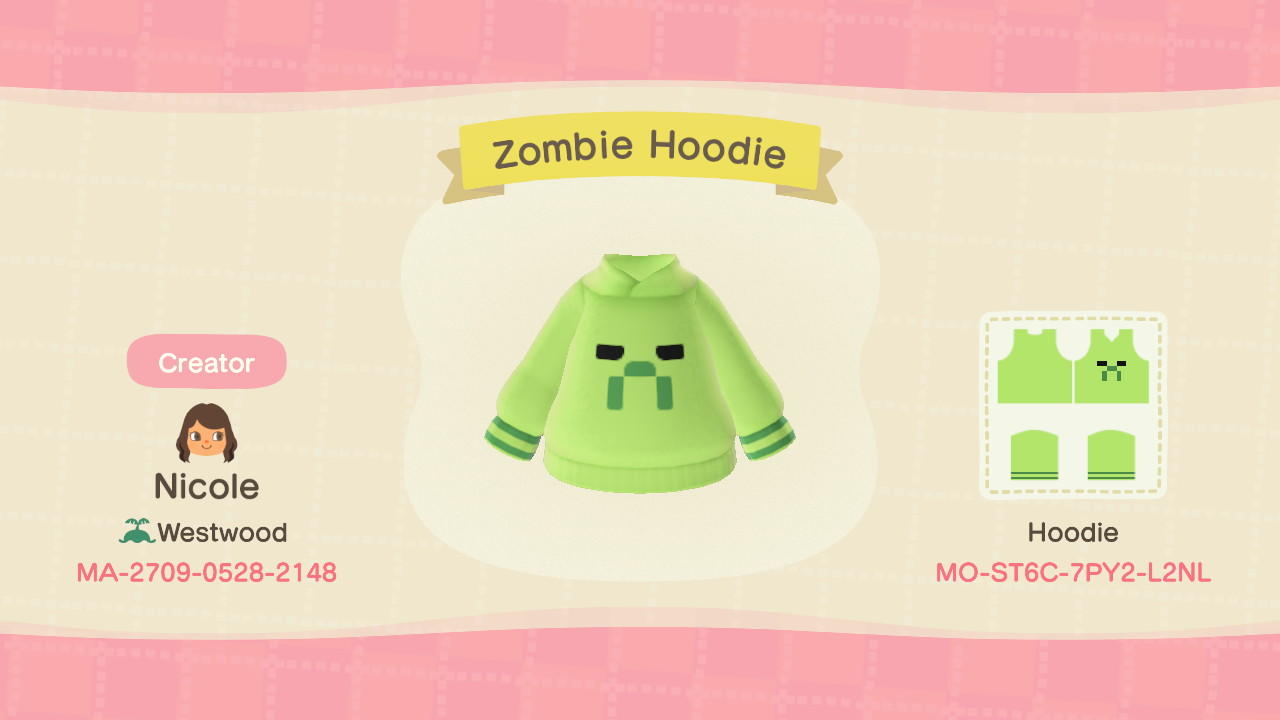 Zombie Hoodie
Creator
Nicole
Westwood
MA-2709-0528-2148
Hoodie
MO-ST6C-7PY2-L2NL